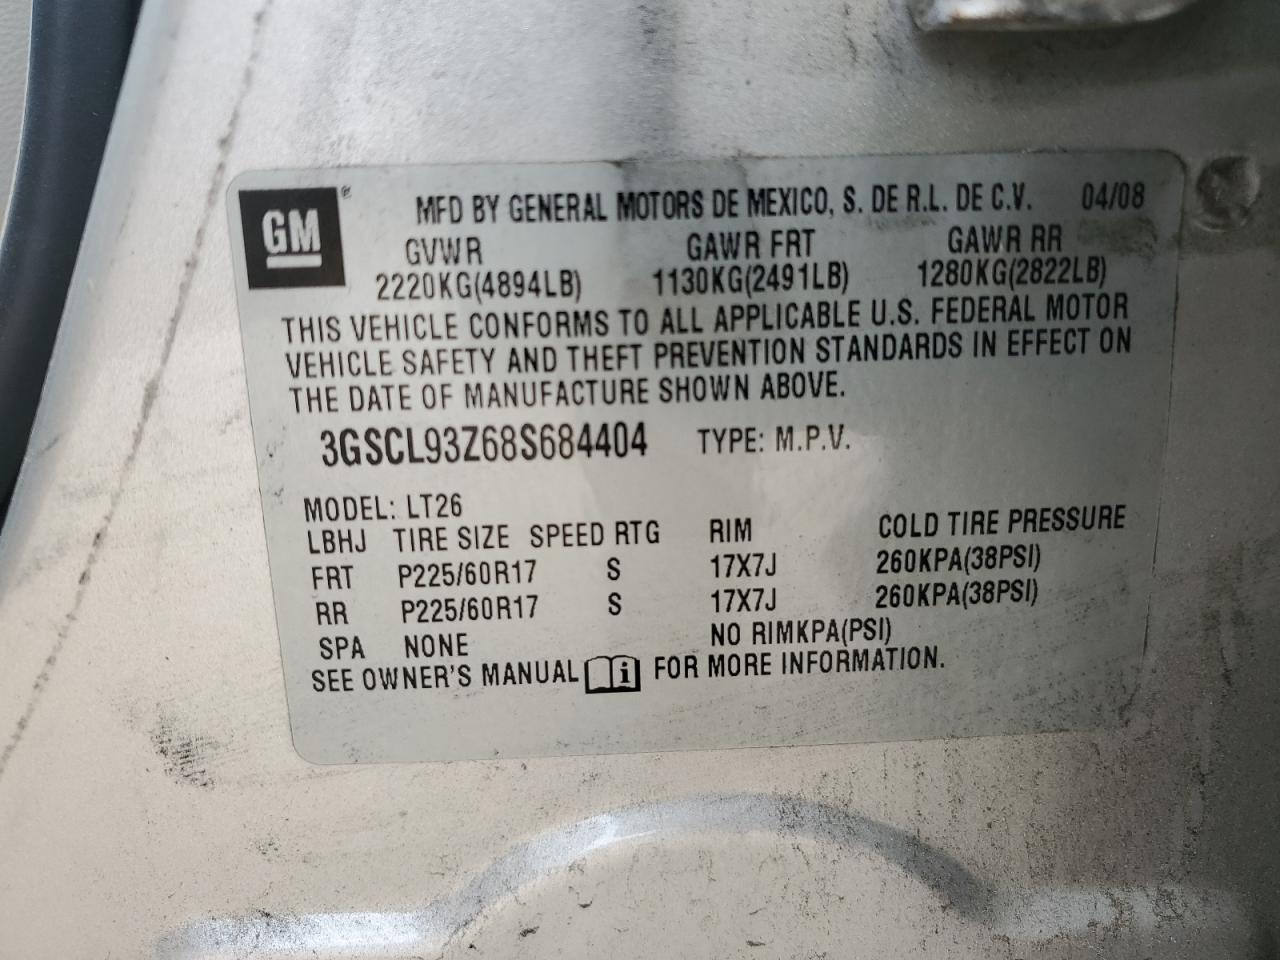 GM® MFD BY GENERAL MOTORS DE MEXICO, S. DE R.L. DE C.V. 04/08
GVWR GAWR FRT GAWR RR
2220KG(4894LB) 1130KG(2491LB) 1280KG(2822LB)
THIS VEHICLE CONFORMS TO ALL APPLICABLE U.S. FEDERAL MOTOR
VEHICLE SAFETY AND THEFT PREVENTION STANDARDS IN EFFECT ON
THE DATE OF MANUFACTURE SHOWN ABOVE.
3GSCL93Z68S684404 TYPE: M.P.V.
MODEL: LT26
LBHJ TIRE SIZE SPEED RTG RIM COLD TIRE PRESSURE
FRT P225/60R17 S 17X7J 260KPA(38PSI)
RR P225/60R17 S 17X7J 260KPA(38PSI)
SPA NONE NO RIMKPA(PSI)
SEE OWNER'S MANUAL i FOR MORE INFORMATION.